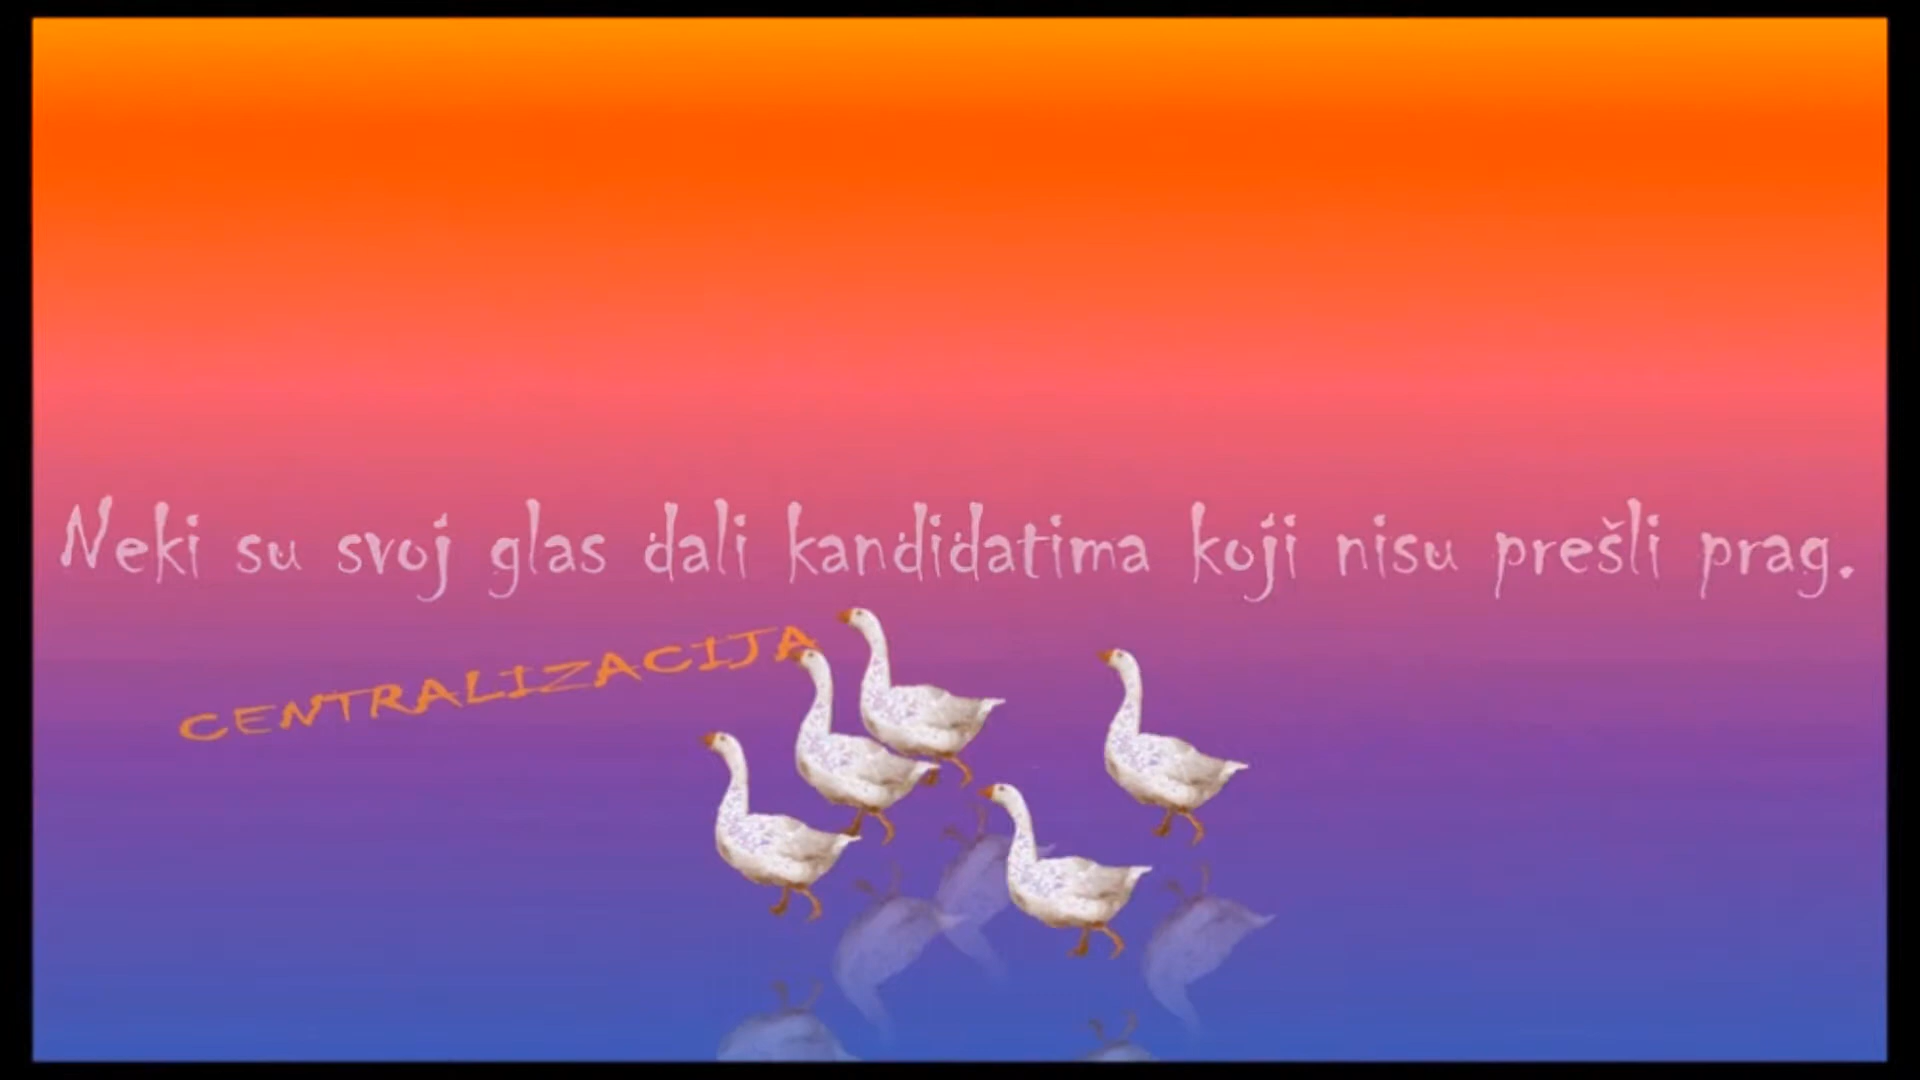 Neki su svoj glas dali kandidatima koji nisu prešli prag.
CENTRALIZACIJA